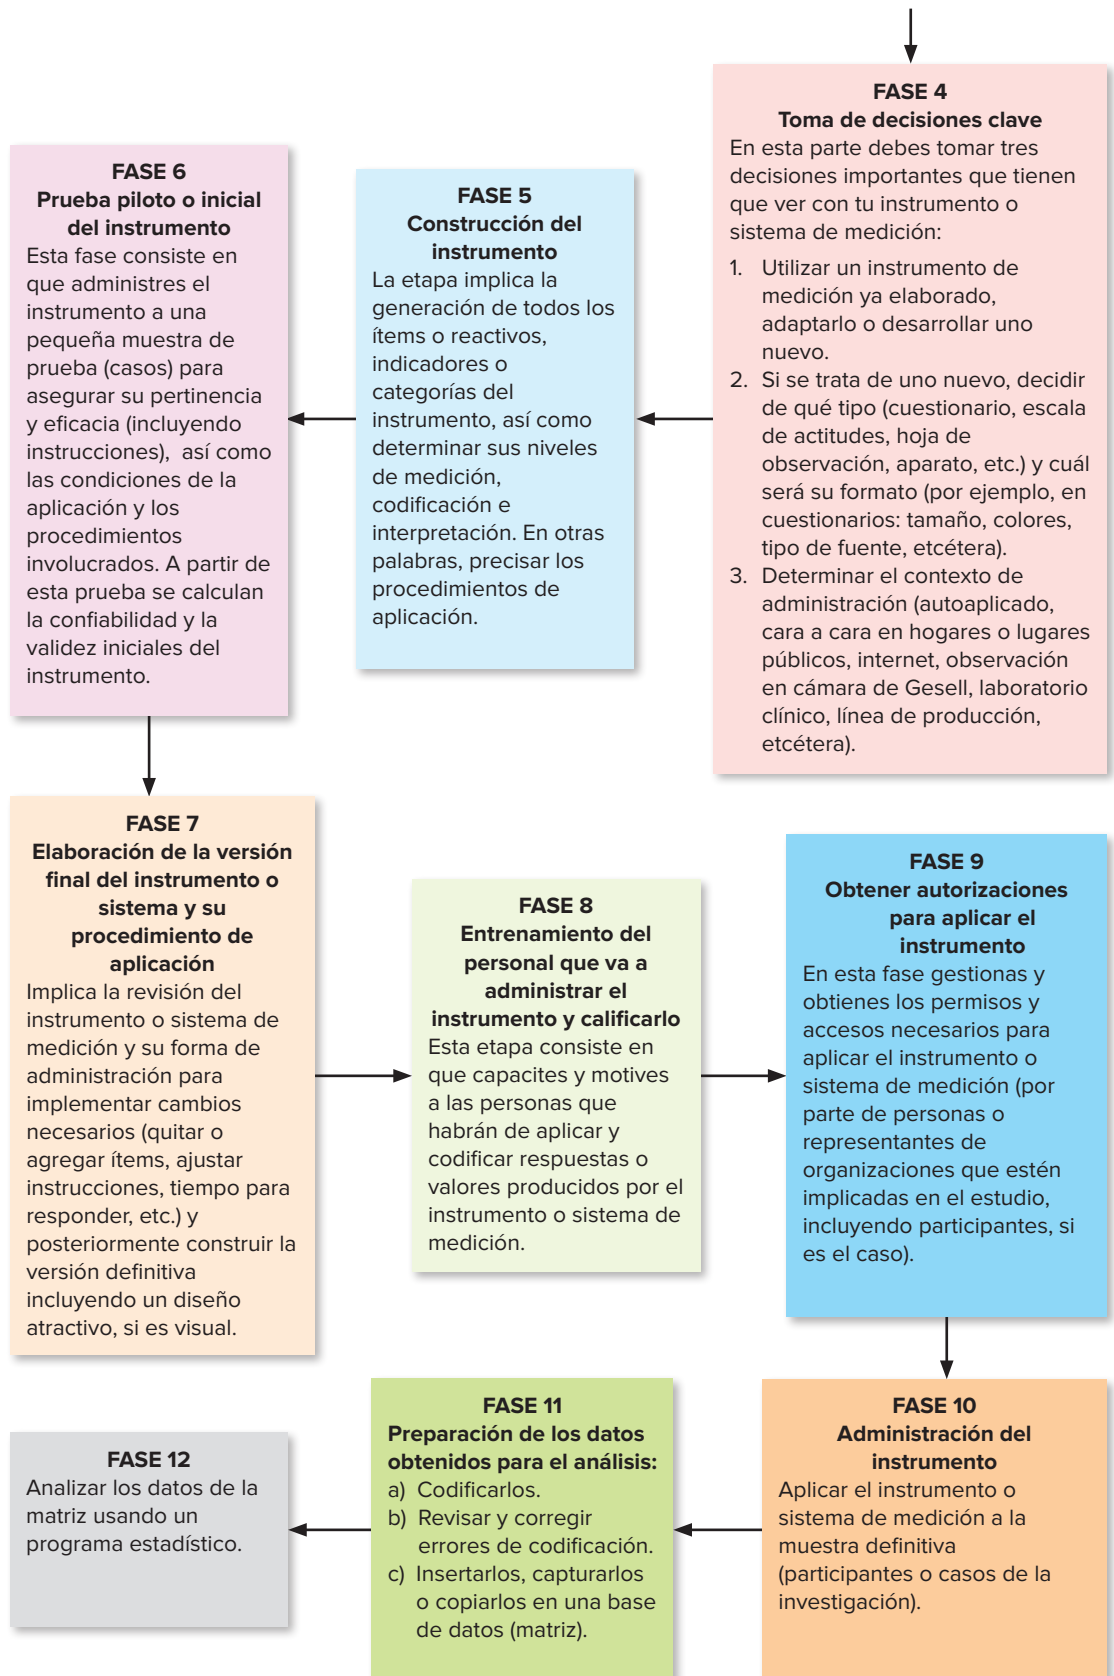 FASE 4
Toma de decisiones clave
En esta parte debes tomar tres
decisiones importantes que tienen
que ver con tu instrumento o
sistema de medición:
1. Utilizar un instrumento de
medición ya elaborado,
adaptarlo o desarrollar uno
nuevo.
2. Si se trata de uno nuevo, decidir
de qué tipo (cuestionario, escala
de actitudes, hoja de
observación, aparato, etc.) y cuál
será su formato (por ejemplo, en
cuestionarios: tamaño, colores,
tipo de fuente, etcétera).
3. Determinar el contexto de
administración (autoaplicado,
cara a cara en hogares o lugares
públicos, internet, observación
en cámara de Gesell, laboratorio
clínico, línea de producción,
etcétera).
FASE 5
Construcción del
instrumento
La etapa implica la
generación de todos los
ítems o reactivos,
indicadores o
categorías del
instrumento, así como
determinar sus niveles
de medición,
codificación e
interpretación. En otras
palabras, precisar los
procedimientos de
aplicación.
FASE 6
Prueba piloto o inicial
del instrumento
Esta fase consiste en
que administres el
instrumento a una
pequeña muestra de
prueba (casos) para
asegurar su pertinencia
y eficacia (incluyendo
instrucciones), así como
las condiciones de la
aplicación y los
procedimientos
involucrados. A partir de
esta prueba se calculan
la confiabilidad y la
validez iniciales del
instrumento.
FASE 7
Elaboración de la versión
final del instrumento o
sistema y su
procedimiento de
aplicación
Implica la revisión del
instrumento o sistema de
medición y su forma de
administración para
implementar cambios
necesarios (quitar o
agregar ítems, ajustar
instrucciones, tiempo para
responder, etc.) y
posteriormente construir la
versión definitiva
incluyendo un diseño
atractivo, si es visual.
FASE 8
Entrenamiento del
personal que va a
administrar el
instrumento y calificarlo
Esta etapa consiste en
que capacites y motives
a las personas que
habrán de aplicar y
codificar respuestas o
valores producidos por el
instrumento o sistema de
medición.
FASE 9
Obtener autorizaciones
para aplicar el
instrumento
En esta fase gestionas y
obtienes los permisos y
accesos necesarios para
aplicar el instrumento o
sistema de medición (por
parte de personas o
representantes de
organizaciones que estén
implicadas en el estudio,
incluyendo participantes, si
es el caso).
FASE 10
Administración del
instrumento
Aplicar el instrumento o
sistema de medición a la
muestra definitiva
(participantes o casos de la
investigación).
FASE 11
Preparación de los datos
obtenidos para el análisis:
a) Codificarlos.
b) Revisar y corregir
errores de codificación.
c) Insertarlos, capturarlos
o copiarlos en una base
de datos (matriz).
FASE 12
Analizar los datos de la
matriz usando un
programa estadístico.